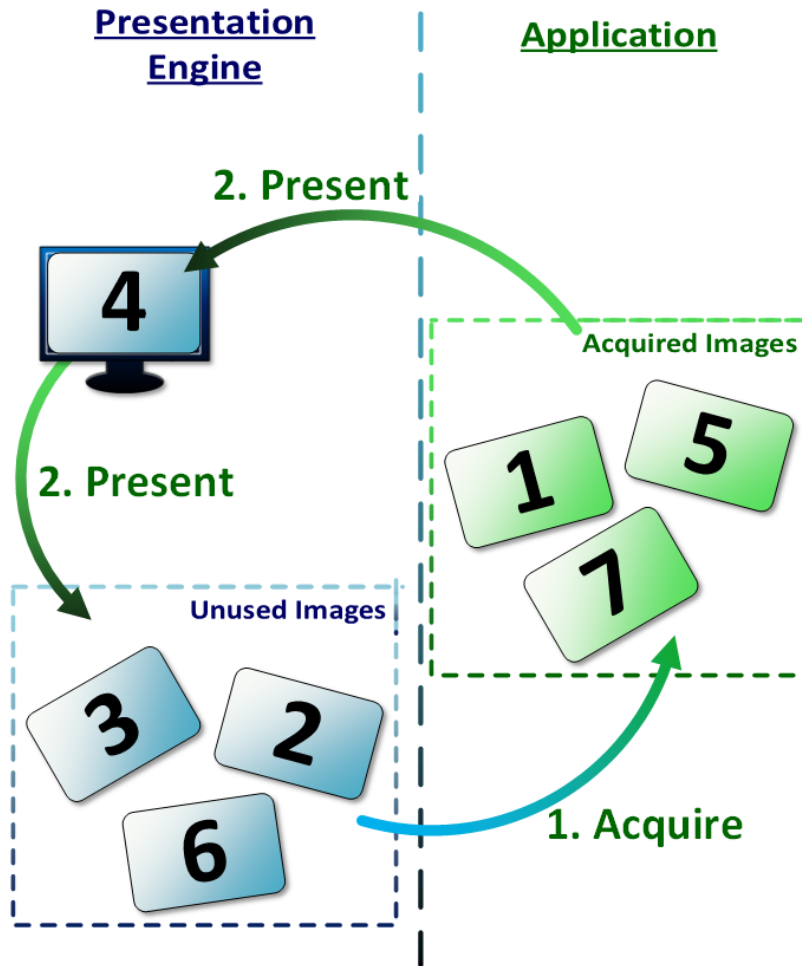 Presentation
Engine
Application
2. Present
4
Acquired Images
5
1
2. Present
7
Unused Images
3
2
6
1. Acquire